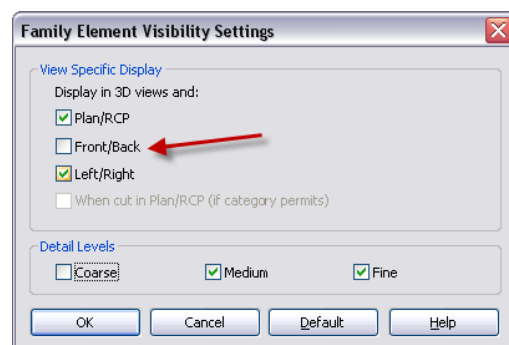 Family Element Visibility Settings
View Specific Display
Display in 3D views and:
Plan/RCP
Front/Back
Left/Right
When cut in Plan/RCP (if category permits)
Detail Levels
Coarse Medium Fine
OK Cancel Default Help